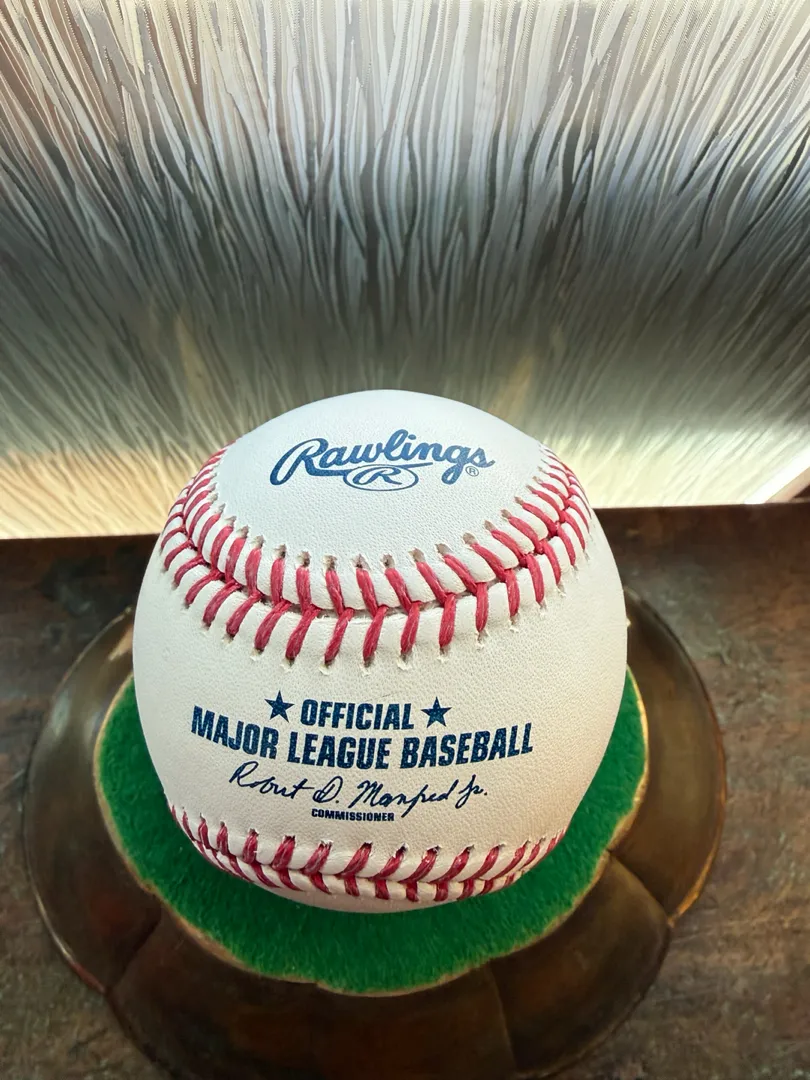 Rawlings
R
®
★ OFFICIAL ★
MAJOR LEAGUE BASEBALL
Robert D. Manfred Jr.
COMMISSIONER